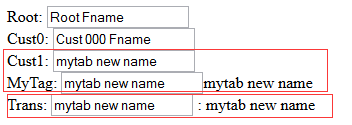 Root: Root Fname
Cust0: Cust 000 Fname
Cust1: mytab new name
MyTag: mytab new name mytab new name
Trans: mytab new name : mytab new name